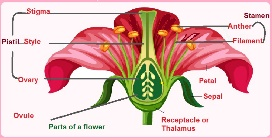 Stigma
Stamen
Anther
Pistil
Style
Filament
Petal
Ovary
Sepal
Ovule
Receptacle or
Thalamus
Parts of a flower